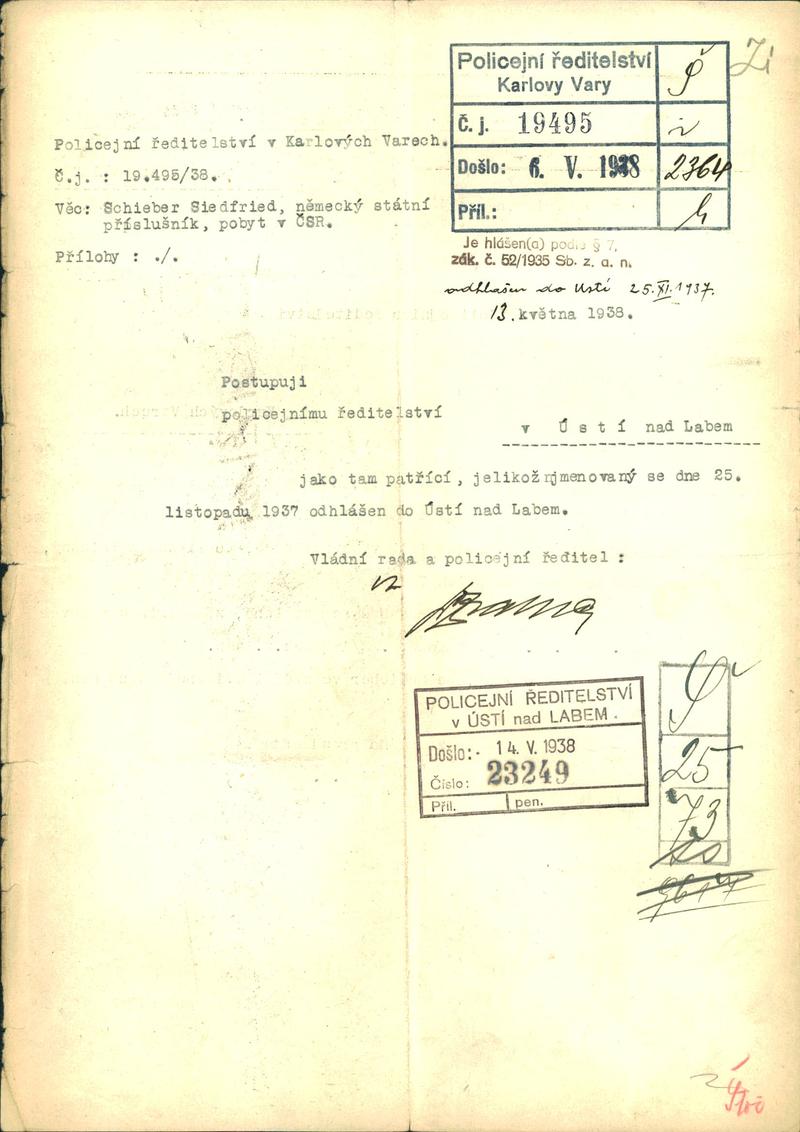 Policejní ředitelství
Karlovy Vary
Č. j. 19495
Došlo: 6. V. 1938 2364
Příl.:
Policejní ředitelství v Karlových Varech.
Č.j. : 19.495/38.
Věc: Schieber Siedfried, německý státní
příslušník, pobyt v ČSR.
Přílohy : ./.
Je hlášen(a) podle § 7,
zák. č. 52/1935 Sb. z. a. n.
odhlašen do Ústí 25.XI.1937.
13. května 1938.
Postupuji
policejnímu ředitelství
v Ústí nad Labem
jako tam patřící, jelikož jmenovaný se dne 25.
listopadu 1937 odhlášen do Ústí nad Labem.
Vládní rada a policejní ředitel :
POLICEJNÍ ŘEDITELSTVÍ
v ÚSTÍ nad LABEM.
Došlo: - 14. V. 1938
Číslo: 23249
Příl. pen.
25
73